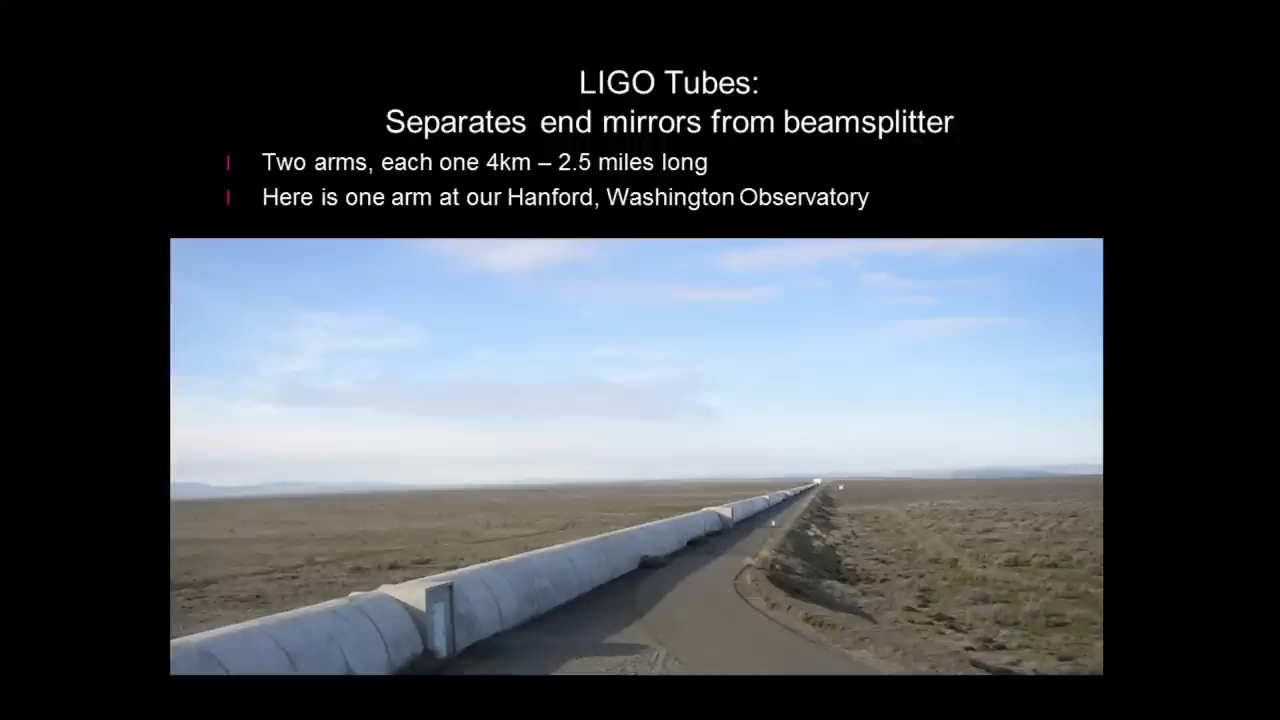 LIGO Tubes:
Separates end mirrors from beamsplitter
Two arms, each one 4km – 2.5 miles long
Here is one arm at our Hanford, Washington Observatory